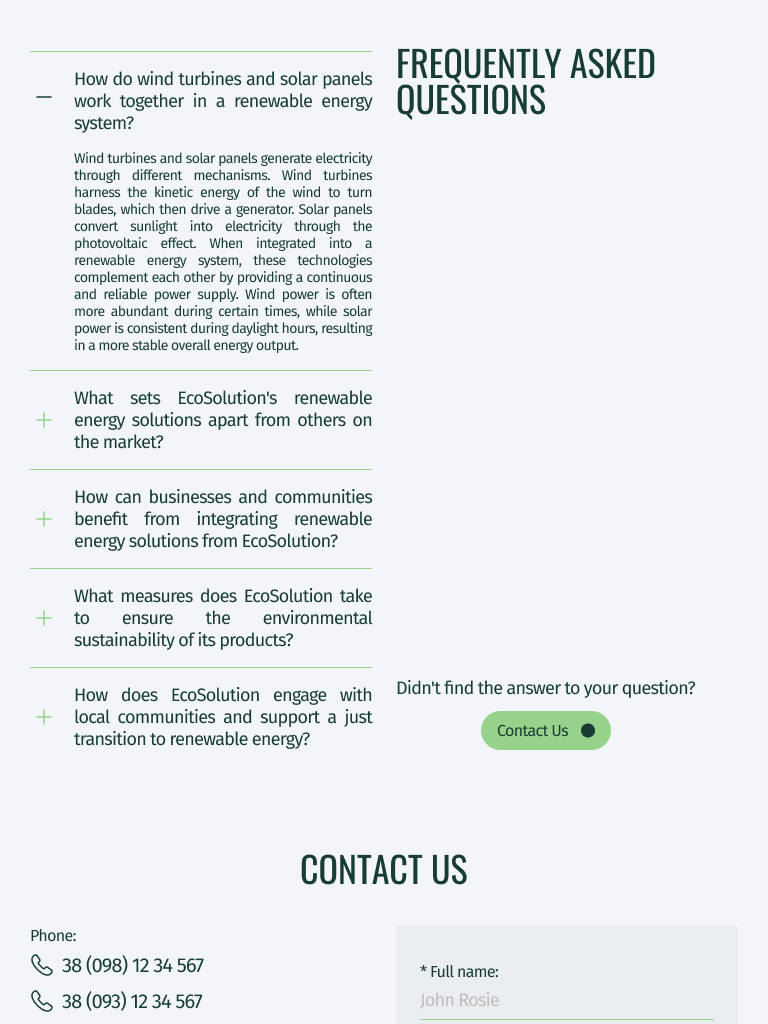 FREQUENTLY ASKED
QUESTIONS
How do wind turbines and solar panels
work together in a renewable energy
system?
Wind turbines and solar panels generate electricity
through different mechanisms. Wind turbines
harness the kinetic energy of the wind to turn
blades, which then drive a generator. Solar panels
convert sunlight into electricity through the
photovoltaic effect. When integrated into a
renewable energy system, these technologies
complement each other by providing a continuous
and reliable power supply. Wind power is often
more abundant during certain times, while solar
power is consistent during daylight hours, resulting
in a more stable overall energy output.
What sets EcoSolution's renewable
energy solutions apart from others on
the market?
How can businesses and communities
benefit from integrating renewable
energy solutions from EcoSolution?
What measures does EcoSolution take
to ensure the environmental
sustainability of its products?
How does EcoSolution engage with
local communities and support a just
transition to renewable energy?
Didn't find the answer to your question?
Contact Us
CONTACT US
Phone:
38 (098) 12 34 567
38 (093) 12 34 567
* Full name:
John Rosie